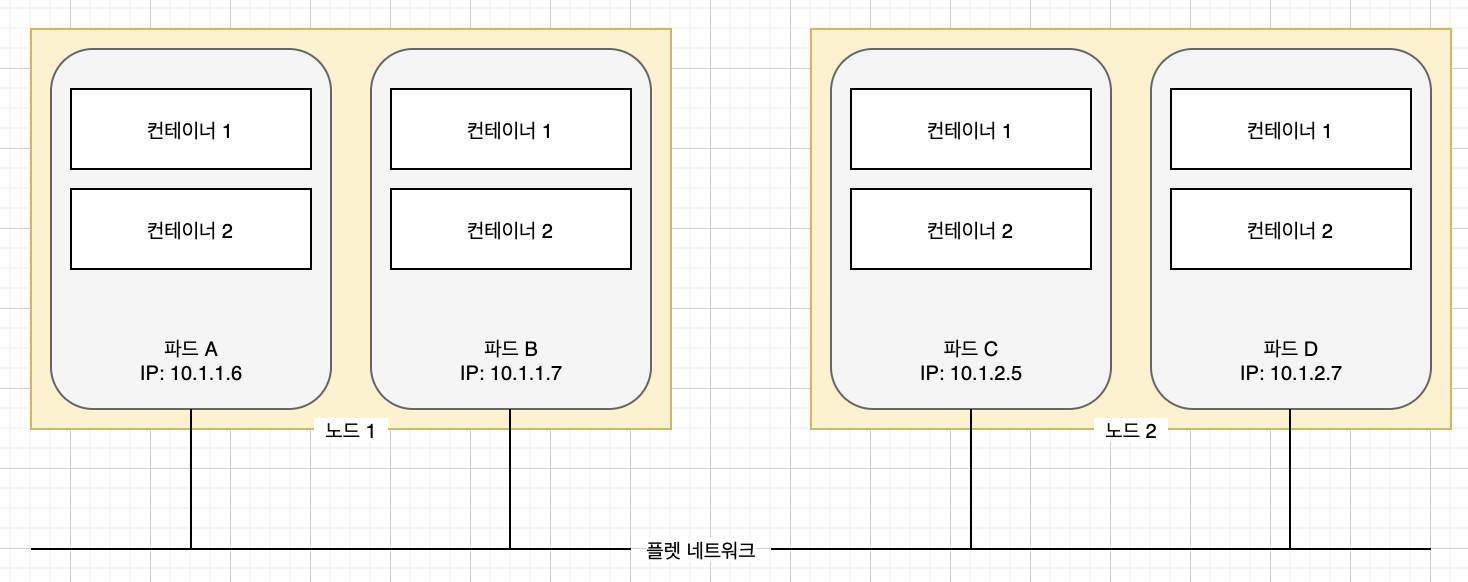 컨테이너 1
컨테이너 2
파드 A
IP: 10.1.1.6
컨테이너 1
컨테이너 2
파드 B
IP: 10.1.1.7
노드 1
컨테이너 1
컨테이너 2
파드 C
IP: 10.1.2.5
컨테이너 1
컨테이너 2
파드 D
IP: 10.1.2.7
노드 2
플렛 네트워크